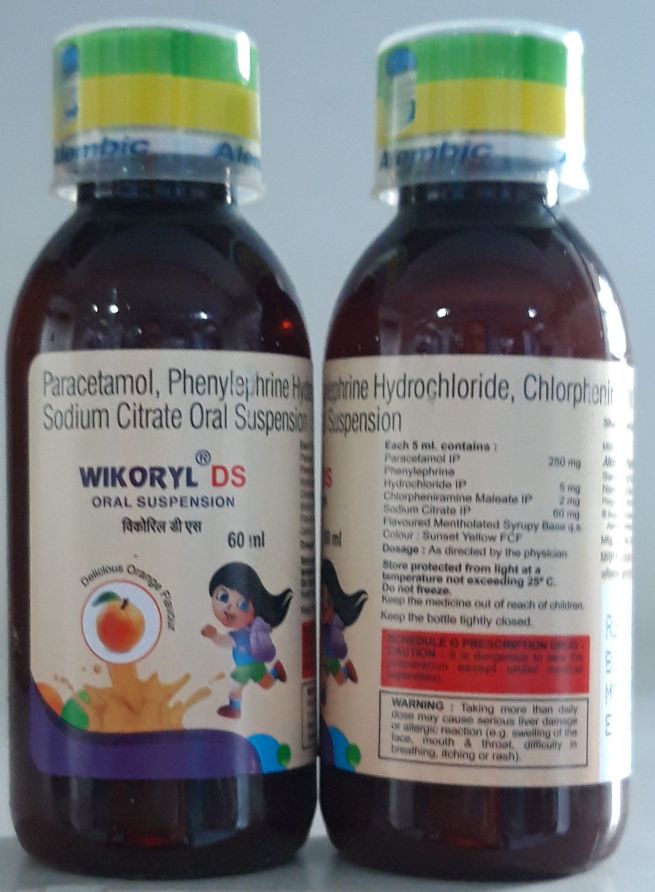 Alembic
Alembic
Paracetamol, Phenylephrine
Sodium Citrate Oral Suspension
WIKORYL® DS
ORAL SUSPENSION
विकोरिल डी एस
60 ml
Delicious Orange Flavour
Hydrochloride,
Suspension
Each 5 ml. contains :
Paracetamol IP 250 mg
Phenylephrine
Hydrochloride IP 5 mg
Chlorpheniramine Maleate IP 2 mg
Sodium Citrate IP 60 mg
Flavoured Mentholated Syrupy Base q.s.
Colour : Sunset Yellow FCF
Dosage : As directed by the physician
Store protected from light at a
temperature not exceeding 25° C.
Do not freeze.
Keep the medicine out of reach of children.
Keep the bottle tightly closed.
SCHEDULE G PRESCRIPTION DRUG -
CAUTION : It is dangerous to take this
preparation except under medical
supervision
WARNING : Taking more than daily
dose may cause serious liver damage
or allergic reaction (e.g. swelling of the
face, mouth & throat, difficulty in
breathing, itching or rash).